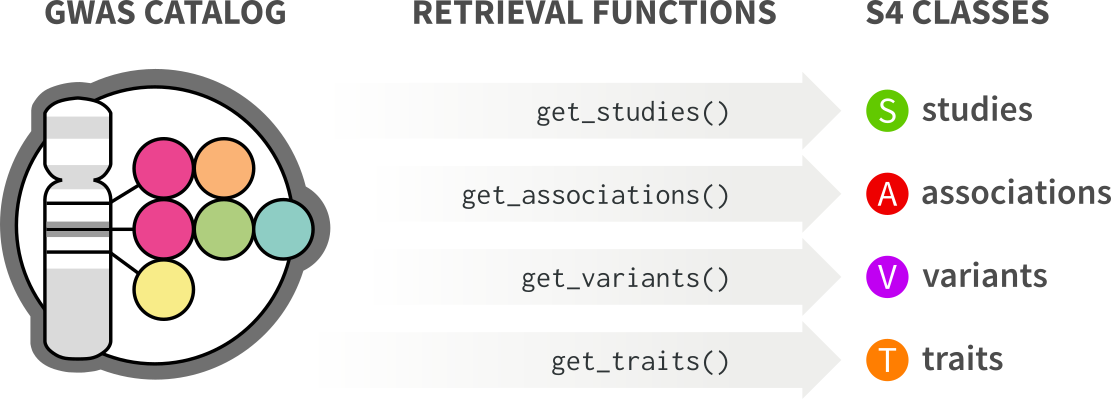 GWAS CATALOG RETRIEVAL FUNCTIONS S4 CLASSES
get_studies() S studies
get_associations() A associations
get_variants() V variants
get_traits() T traits